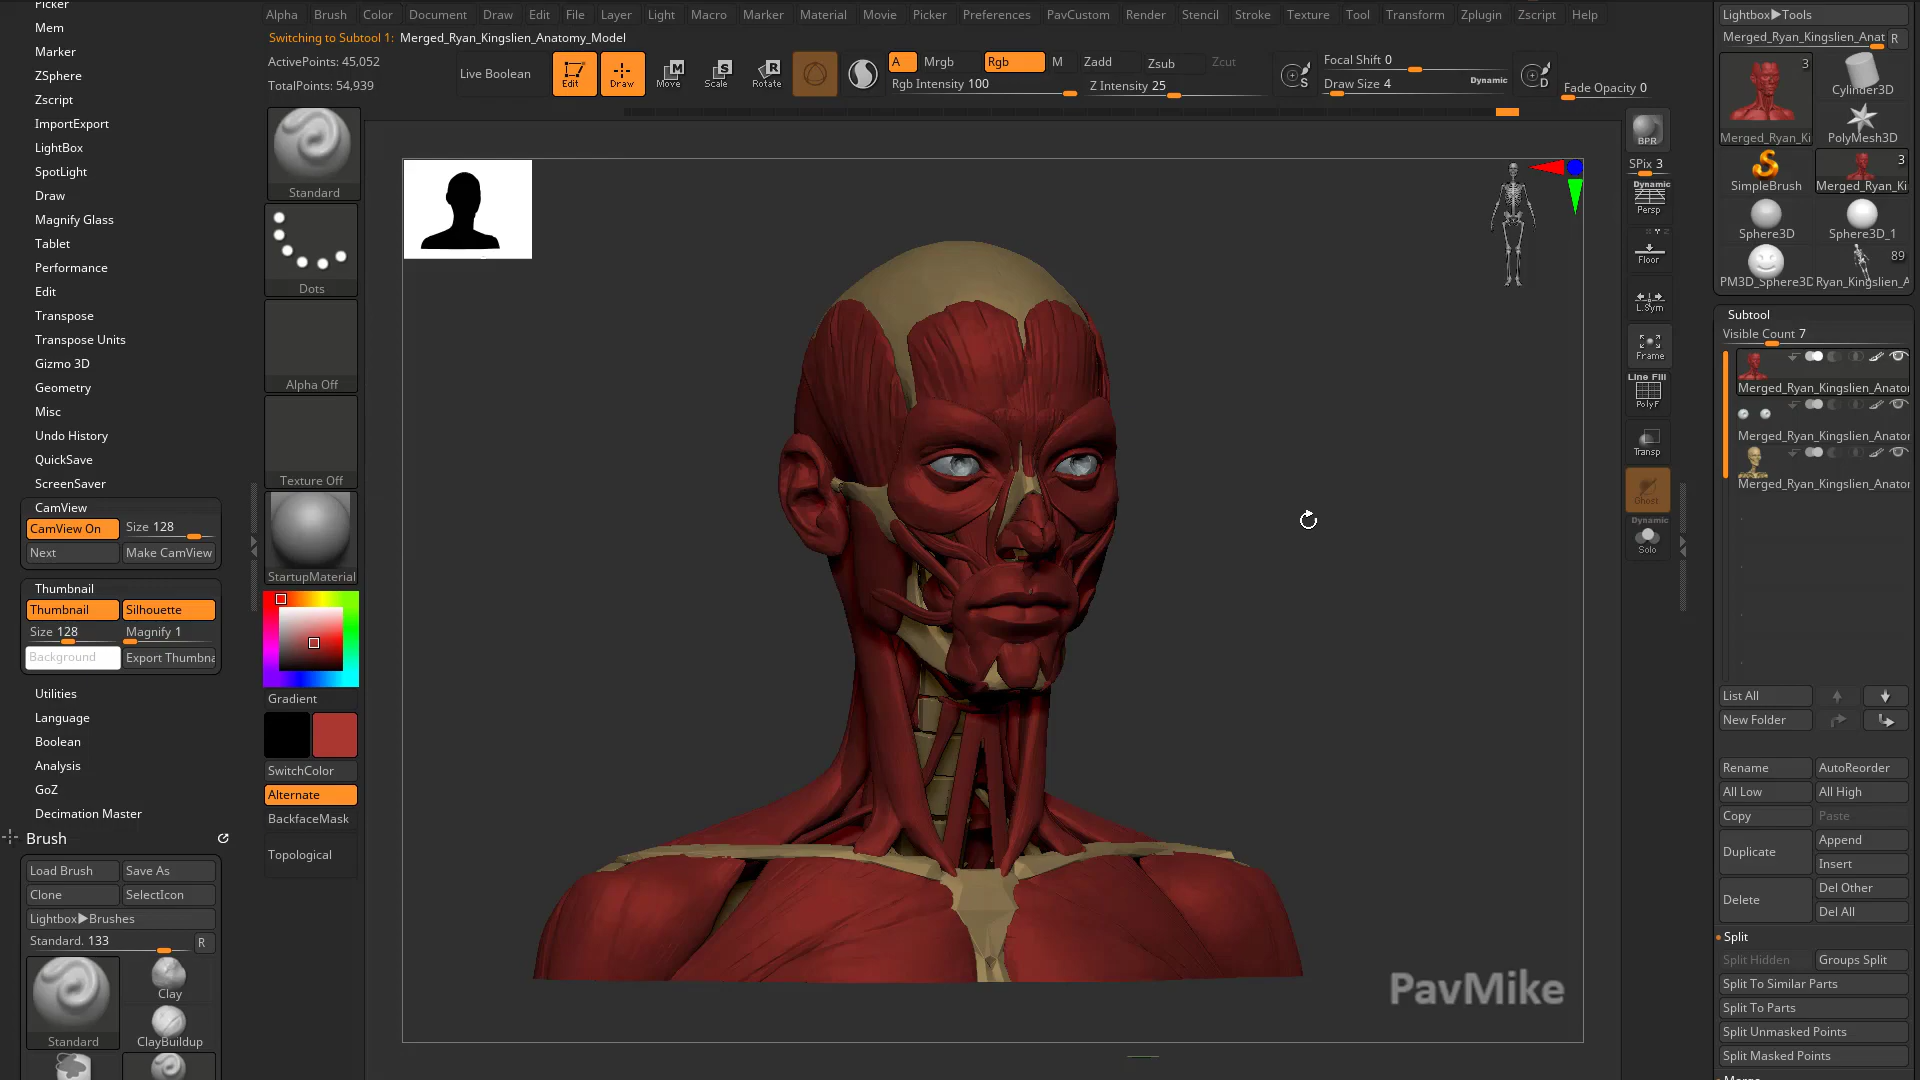 Picker
Mem
Marker
ZSphere
Zscript
ImportExport
LightBox
SpotLight
Draw
Magnify Glass
Tablet
Performance
Edit
Transpose
Transpose Units
Gizmo 3D
Geometry
Misc
Undo History
QuickSave
ScreenSaver
CamView
CamView On Size 128
Next Make CamView
Thumbnail
Thumbnail Silhouette
Size 128 Magnify 1
Background Export Thumbna
Utilities
Language
Boolean
Analysis
GoZ
Decimation Master
Brush
Load Brush Save As
Clone SelectIcon
Lightbox▶Brushes
Standard. 133 R
Clay
Standard ClayBuildup
Alpha Brush Color Document Draw Edit File Layer Light Macro Marker Material Movie Picker Preferences PavCustom Render Stencil Stroke Texture Tool Transform Zplugin Zscript Help
Switching to Subtool 1: Merged_Ryan_Kingslien_Anatomy_Model
ActivePoints: 45,052
TotalPoints: 54,939
Live Boolean
Edit Draw Move Scale Rotate
A Mrgb Rgb M Zadd Zsub Zcut
Rgb Intensity 100 Z Intensity 25
S
Focal Shift 0
Draw Size 4 Dynamic
D
Fade Opacity 0
Standard
Dots
Alpha Off
Texture Off
StartupMaterial
Gradient
SwitchColor
Alternate
BackfaceMask
Topological
PavMike
BPR
SPix 3
Dynamic
Persp
Floor
L.Sym
Frame
Line Fill
PolyF
Transp
Ghost
Dynamic
Solo
Lightbox▶Tools
Merged_Ryan_Kingslien_Anat R
3
Merged_Ryan_Ki
Cylinder3D
PolyMesh3D
SimpleBrush
3
Merged_Ryan_Ki
Sphere3D Sphere3D_1
89
PM3D_Sphere3D Ryan_Kingslien_A
Subtool
Visible Count 7
Merged_Ryan_Kingslien_Anator
Merged_Ryan_Kingslien_Anator
Merged_Ryan_Kingslien_Anator
List All
New Folder
Rename AutoReorder
All Low All High
Copy Paste
Duplicate Append
Insert
Delete Del Other
Del All
Split
Split Hidden Groups Split
Split To Similar Parts
Split To Parts
Split Unmasked Points
Split Masked Points